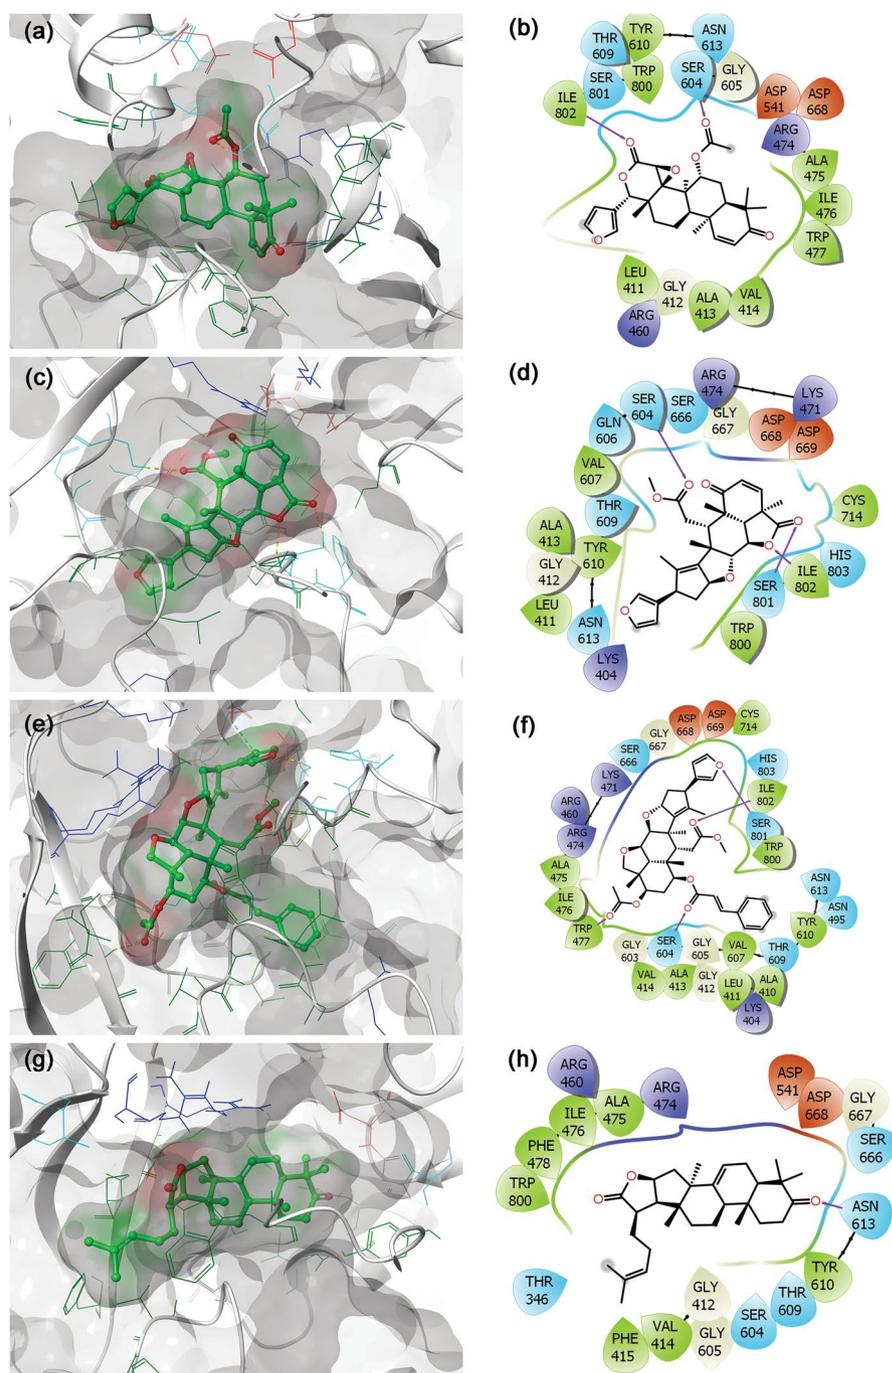 (a)
(b)
TYR
610
ASN
613
THR
609
SER
604
GLY
605
SER
801
TRP
800
ILE
802
ASP
541
ASP
668
ARG
474
ALA
475
ILE
476
TRP
477
LEU
411
GLY
412
ALA
413
VAL
414
ARG
460
O
O
O
O
O
O
O
(c)
(d)
ARG
474
LYS
471
SER
604
SER
666
GLN
606
GLY
667
ASP
668
ASP
669
VAL
607
THR
609
CYS
714
ALA
413
TYR
610
GLY
412
HIS
803
ILE
802
SER
801
LEU
411
ASN
613
TRP
800
LYS
404
O
O
O
O
O
O
O
(e)
(f)
ASP
668
ASP
669
CYS
714
GLY
667
SER
666
LYS
471
HIS
803
ILE
802
ARG
460
ARG
474
SER
801
TRP
800
ALA
475
ILE
476
TRP
477
ASN
613
ASN
495
TYR
610
GLY
603
SER
604
GLY
605
VAL
607
THR
609
VAL
414
ALA
413
GLY
412
LEU
411
ALA
410
LYS
404
O
O
O
O
O
O
O
O
O
(g)
(h)
ARG
460
ALA
475
ARG
474
ILE
476
PHE
478
TRP
800
ASP
541
ASP
668
GLY
667
SER
666
ASN
613
TYR
610
THR
346
GLY
412
THR
609
SER
604
VAL
414
GLY
605
PHE
415
O
O
O